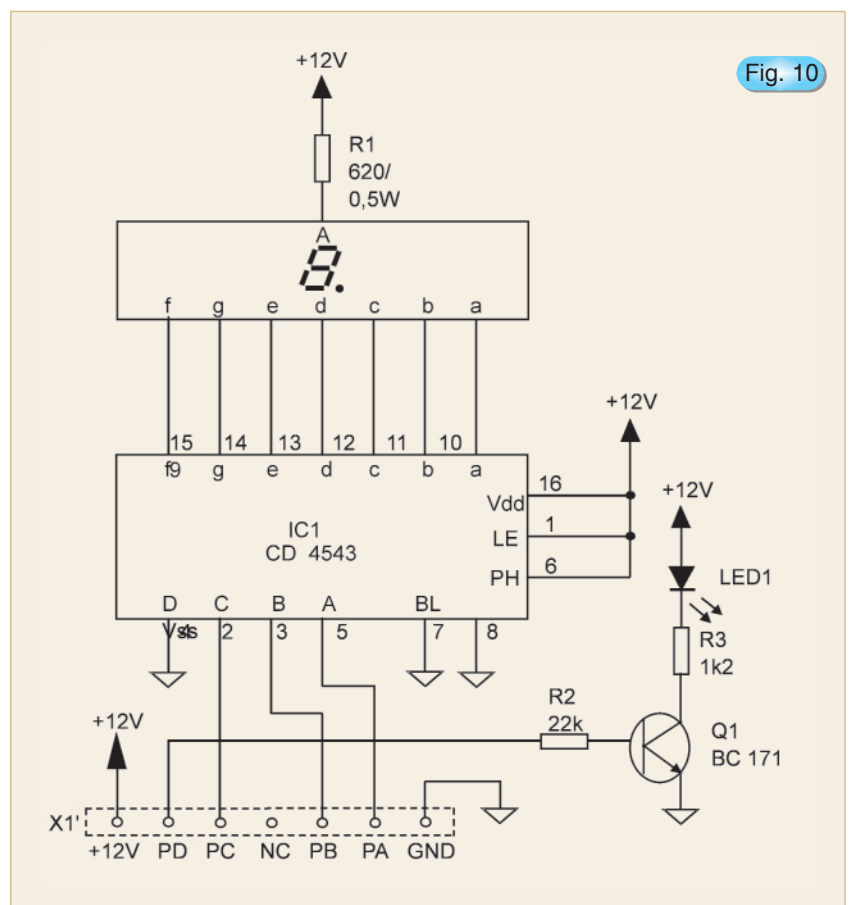 +12V
Fig. 10
R1
620/
0,5W
A
f g e d c b a
+12V
15 14 13 12 11 10
f9 g e d c b a
16
Vdd
+12V
IC1
CD 4543
1
LE
6
PH
LED1
D C B A BL
Vss 4 2 3 5 7 8
R3
1k2
R2
22k
+12V
Q1
BC 171
X1'
+12V PD PC NC PB PA GND